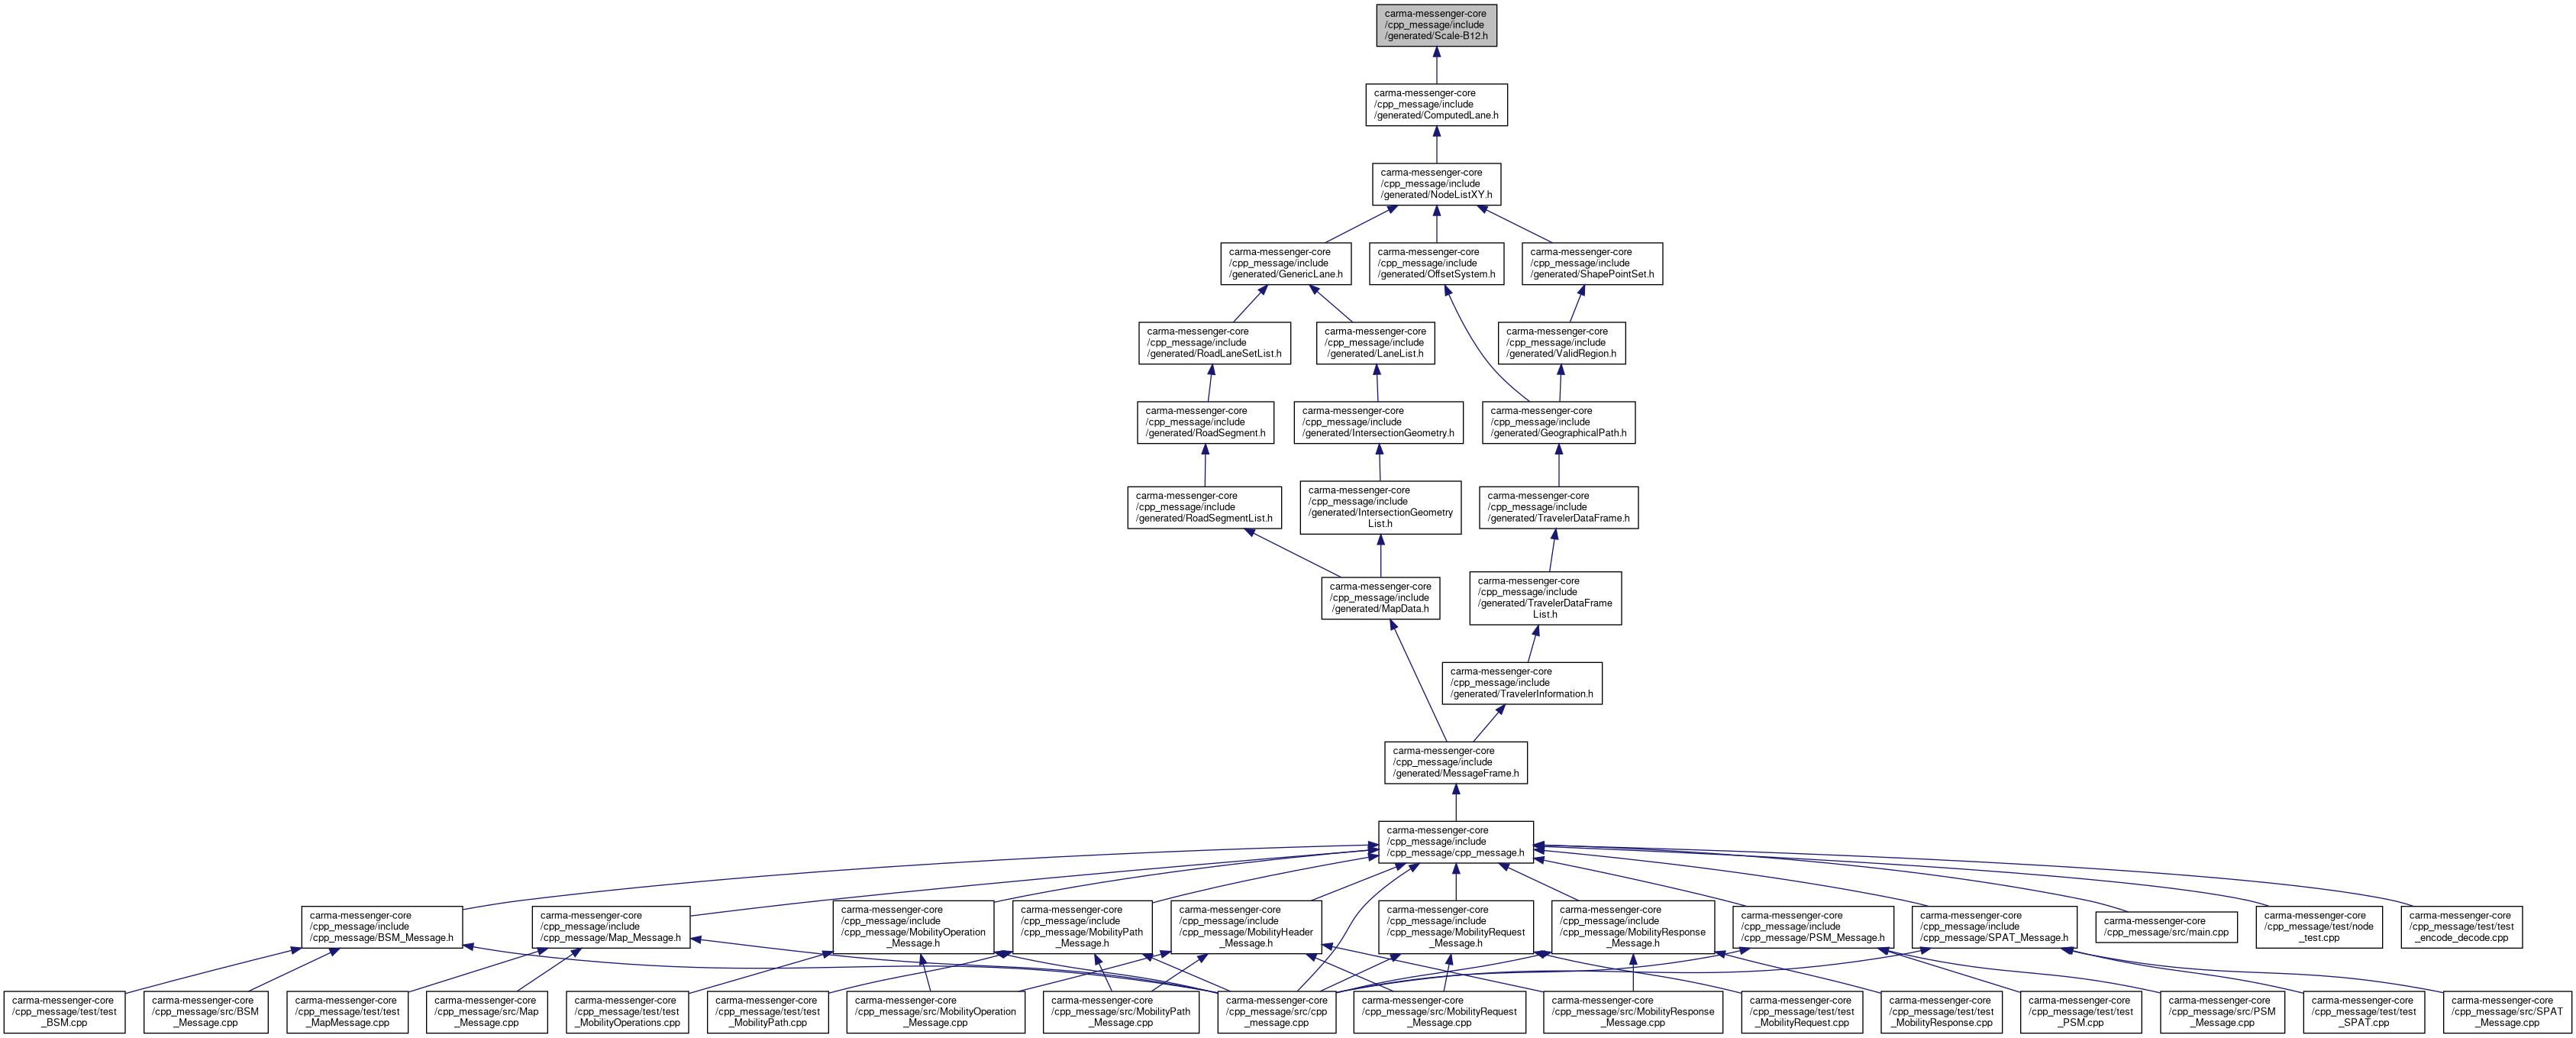 carma-messenger-core
/cpp_message/include
/generated/Scale-B12.h
carma-messenger-core
/cpp_message/include
/generated/ComputedLane.h
carma-messenger-core
/cpp_message/include
/generated/NodeListXY.h
carma-messenger-core
/cpp_message/include
/generated/GenericLane.h
carma-messenger-core
/cpp_message/include
/generated/OffsetSystem.h
carma-messenger-core
/cpp_message/include
/generated/ShapePointSet.h
carma-messenger-core
/cpp_message/include
/generated/RoadLaneSetList.h
carma-messenger-core
/cpp_message/include
/generated/LaneList.h
carma-messenger-core
/cpp_message/include
/generated/ValidRegion.h
carma-messenger-core
/cpp_message/include
/generated/RoadSegment.h
carma-messenger-core
/cpp_message/include
/generated/IntersectionGeometry.h
carma-messenger-core
/cpp_message/include
/generated/GeographicalPath.h
carma-messenger-core
/cpp_message/include
/generated/RoadSegmentList.h
carma-messenger-core
/cpp_message/include
/generated/IntersectionGeometry
List.h
carma-messenger-core
/cpp_message/include
/generated/TravelerDataFrame.h
carma-messenger-core
/cpp_message/include
/generated/MapData.h
carma-messenger-core
/cpp_message/include
/generated/TravelerDataFrame
List.h
carma-messenger-core
/cpp_message/include
/generated/TravelerInformation.h
carma-messenger-core
/cpp_message/include
/generated/MessageFrame.h
carma-messenger-core
/cpp_message/include
/cpp_message/cpp_message.h
carma-messenger-core
/cpp_message/include
/cpp_message/BSM_Message.h
carma-messenger-core
/cpp_message/include
/cpp_message/Map_Message.h
carma-messenger-core
/cpp_message/include
/cpp_message/MobilityOperation
_Message.h
carma-messenger-core
/cpp_message/include
/cpp_message/MobilityPath
_Message.h
carma-messenger-core
/cpp_message/include
/cpp_message/MobilityHeader
_Message.h
carma-messenger-core
/cpp_message/include
/cpp_message/MobilityRequest
_Message.h
carma-messenger-core
/cpp_message/include
/cpp_message/MobilityResponse
_Message.h
carma-messenger-core
/cpp_message/include
/cpp_message/PSM_Message.h
carma-messenger-core
/cpp_message/include
/cpp_message/SPAT_Message.h
carma-messenger-core
/cpp_message/src/main.cpp
carma-messenger-core
/cpp_message/test/node
_test.cpp
carma-messenger-core
/cpp_message/test/test
_encode_decode.cpp
carma-messenger-core
/cpp_message/test/test
_BSM.cpp
carma-messenger-core
/cpp_message/src/BSM
_Message.cpp
carma-messenger-core
/cpp_message/test/test
_MapMessage.cpp
carma-messenger-core
/cpp_message/src/Map
_Message.cpp
carma-messenger-core
/cpp_message/test/test
_MobilityOperations.cpp
carma-messenger-core
/cpp_message/test/test
_MobilityPath.cpp
carma-messenger-core
/cpp_message/src/MobilityOperation
_Message.cpp
carma-messenger-core
/cpp_message/src/MobilityPath
_Message.cpp
carma-messenger-core
/cpp_message/src/cpp
_message.cpp
carma-messenger-core
/cpp_message/src/MobilityRequest
_Message.cpp
carma-messenger-core
/cpp_message/src/MobilityResponse
_Message.cpp
carma-messenger-core
/cpp_message/test/test
_MobilityRequest.cpp
carma-messenger-core
/cpp_message/test/test
_MobilityResponse.cpp
carma-messenger-core
/cpp_message/test/test
_PSM.cpp
carma-messenger-core
/cpp_message/src/PSM
_Message.cpp
carma-messenger-core
/cpp_message/test/test
_SPAT.cpp
carma-messenger-core
/cpp_message/src/SPAT
_Message.cpp